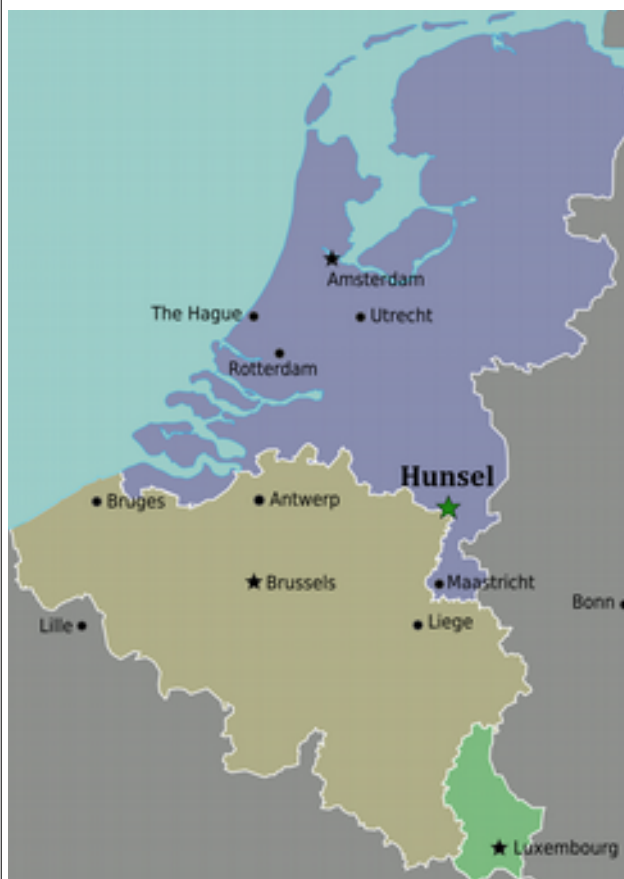 Amsterdam
The Hague
Utrecht
Rotterdam
Hunsel
Bruges
Antwerp
Brussels
Maastricht
Bonn
Lille
Liege
Luxembourg